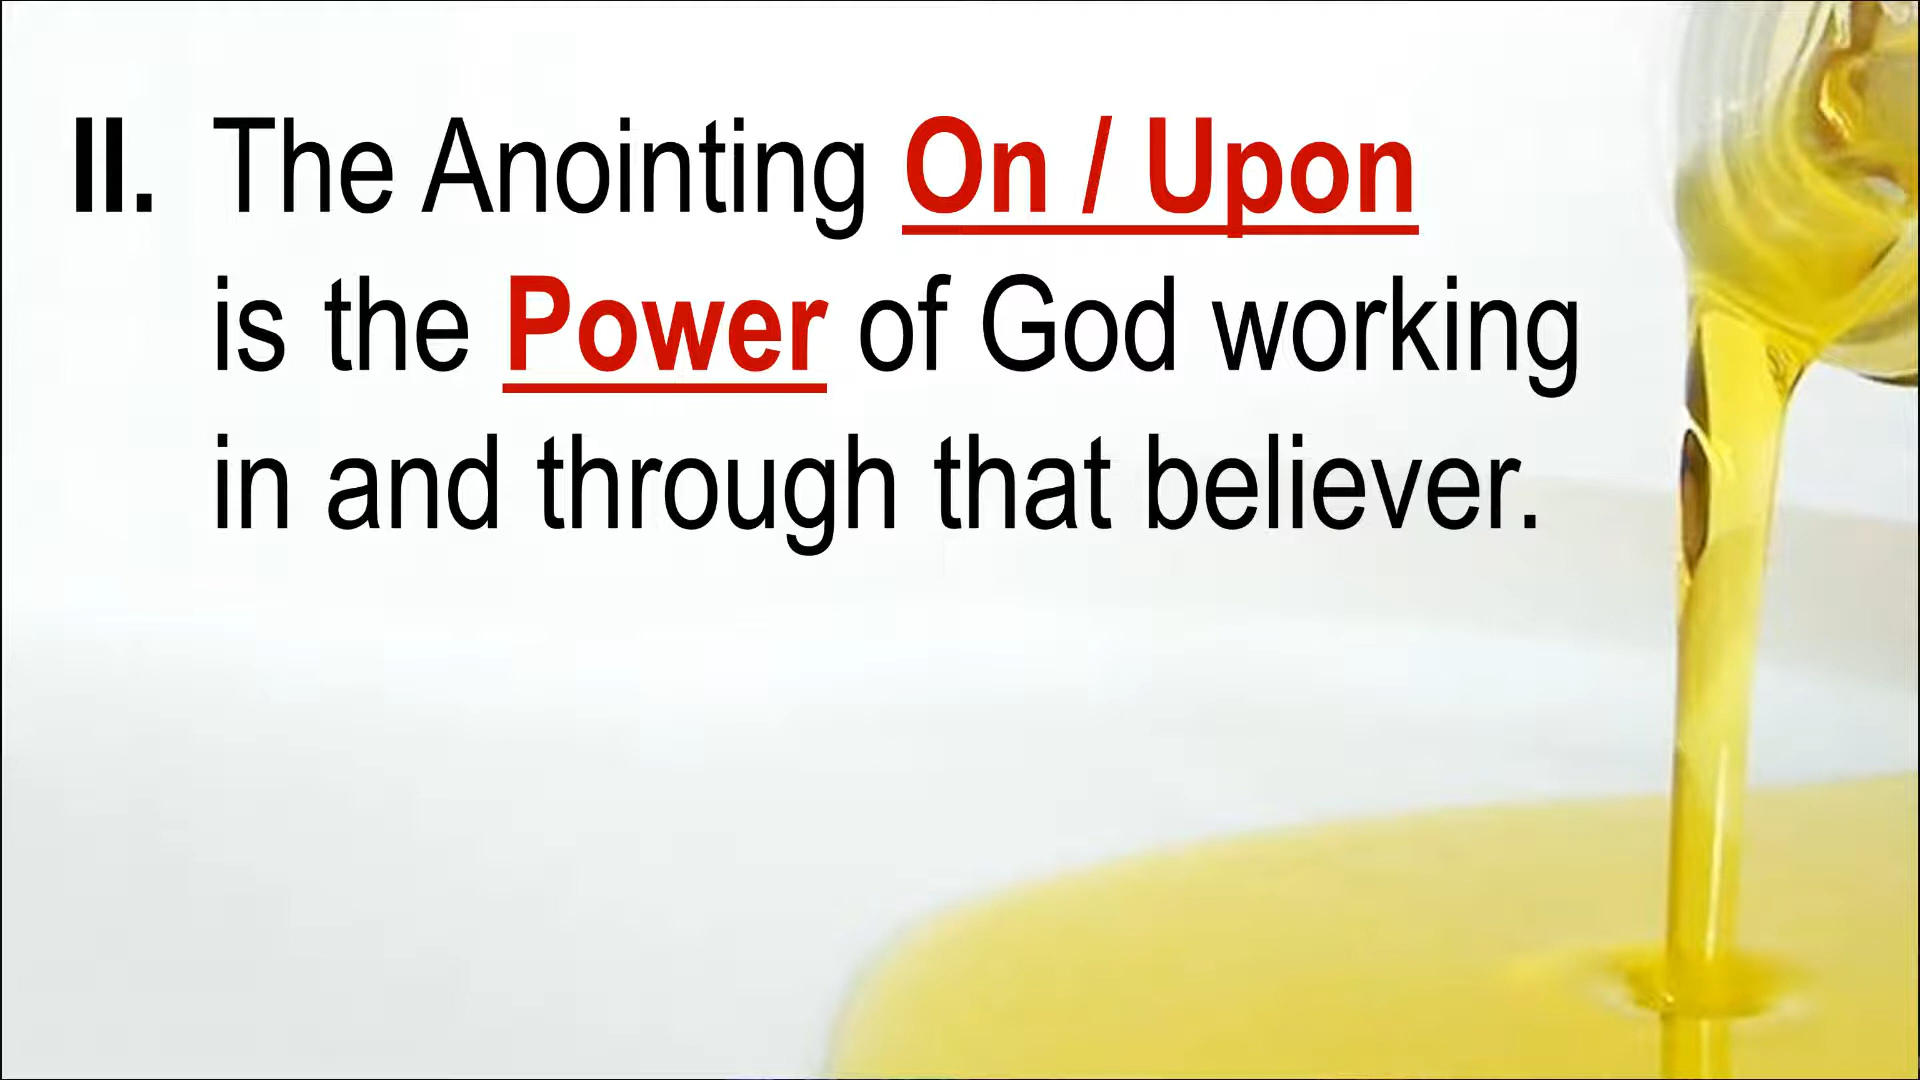 II. The Anointing On / Upon
is the Power of God working
in and through that believer.